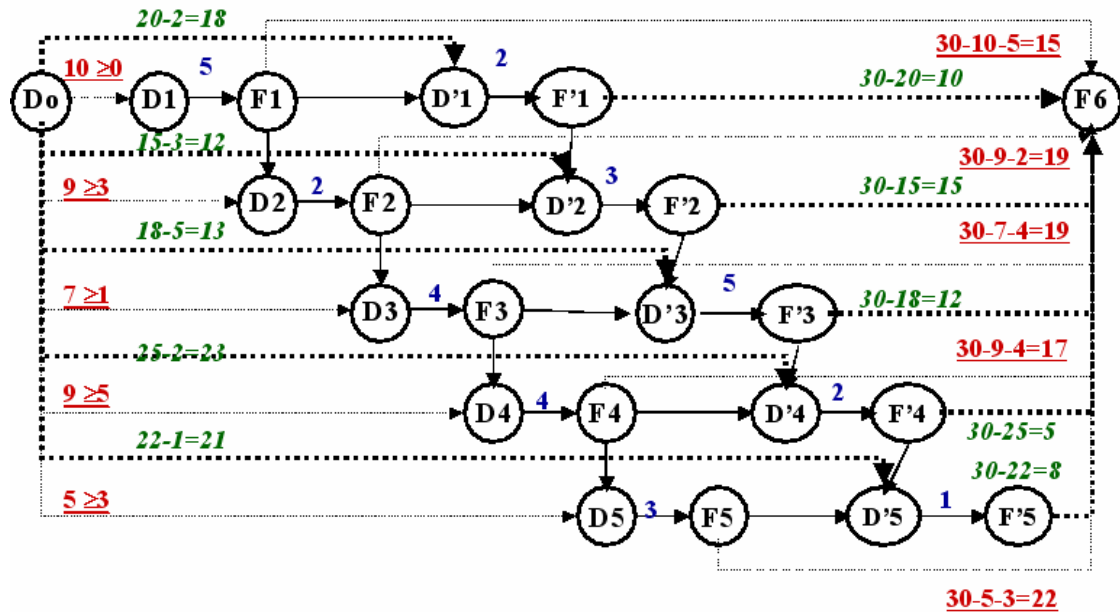 20-2=18
30-10-5=15
10 ≥0
5
2
30-20=10
Do
D1
F1
D'1
F'1
F6
15-3=12
30-9-2=19
9 ≥3
2
3
30-15=15
D2
F2
D'2
F'2
18-5=13
30-7-4=19
7 ≥1
4
5
30-18=12
D3
F3
D'3
F'3
25-2=23
30-9-4=17
9 ≥5
4
2
D4
F4
D'4
F'4
30-25=5
22-1=21
30-22=8
5 ≥3
3
1
D5
F5
D'5
F'5
30-5-3=22